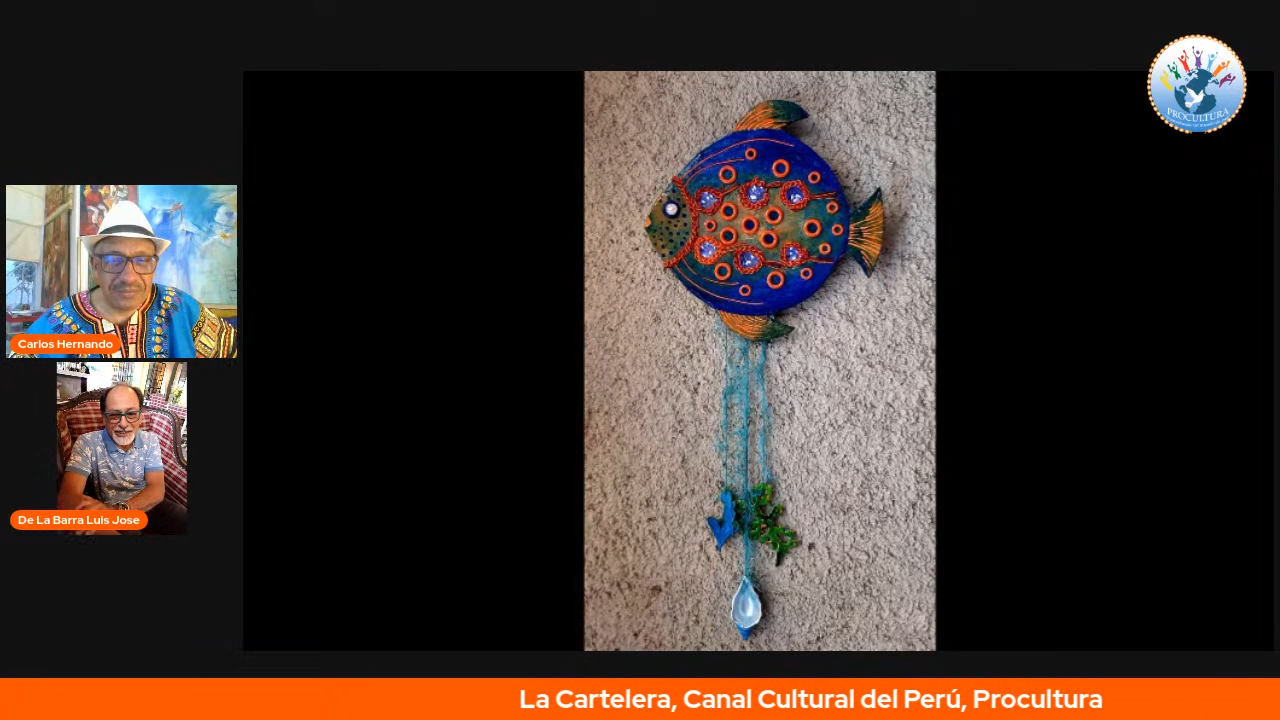 PROCULTURA
Carlos Hernando
De La Barra Luis Jose
La Cartelera, Canal Cultural del Perú, Procultura